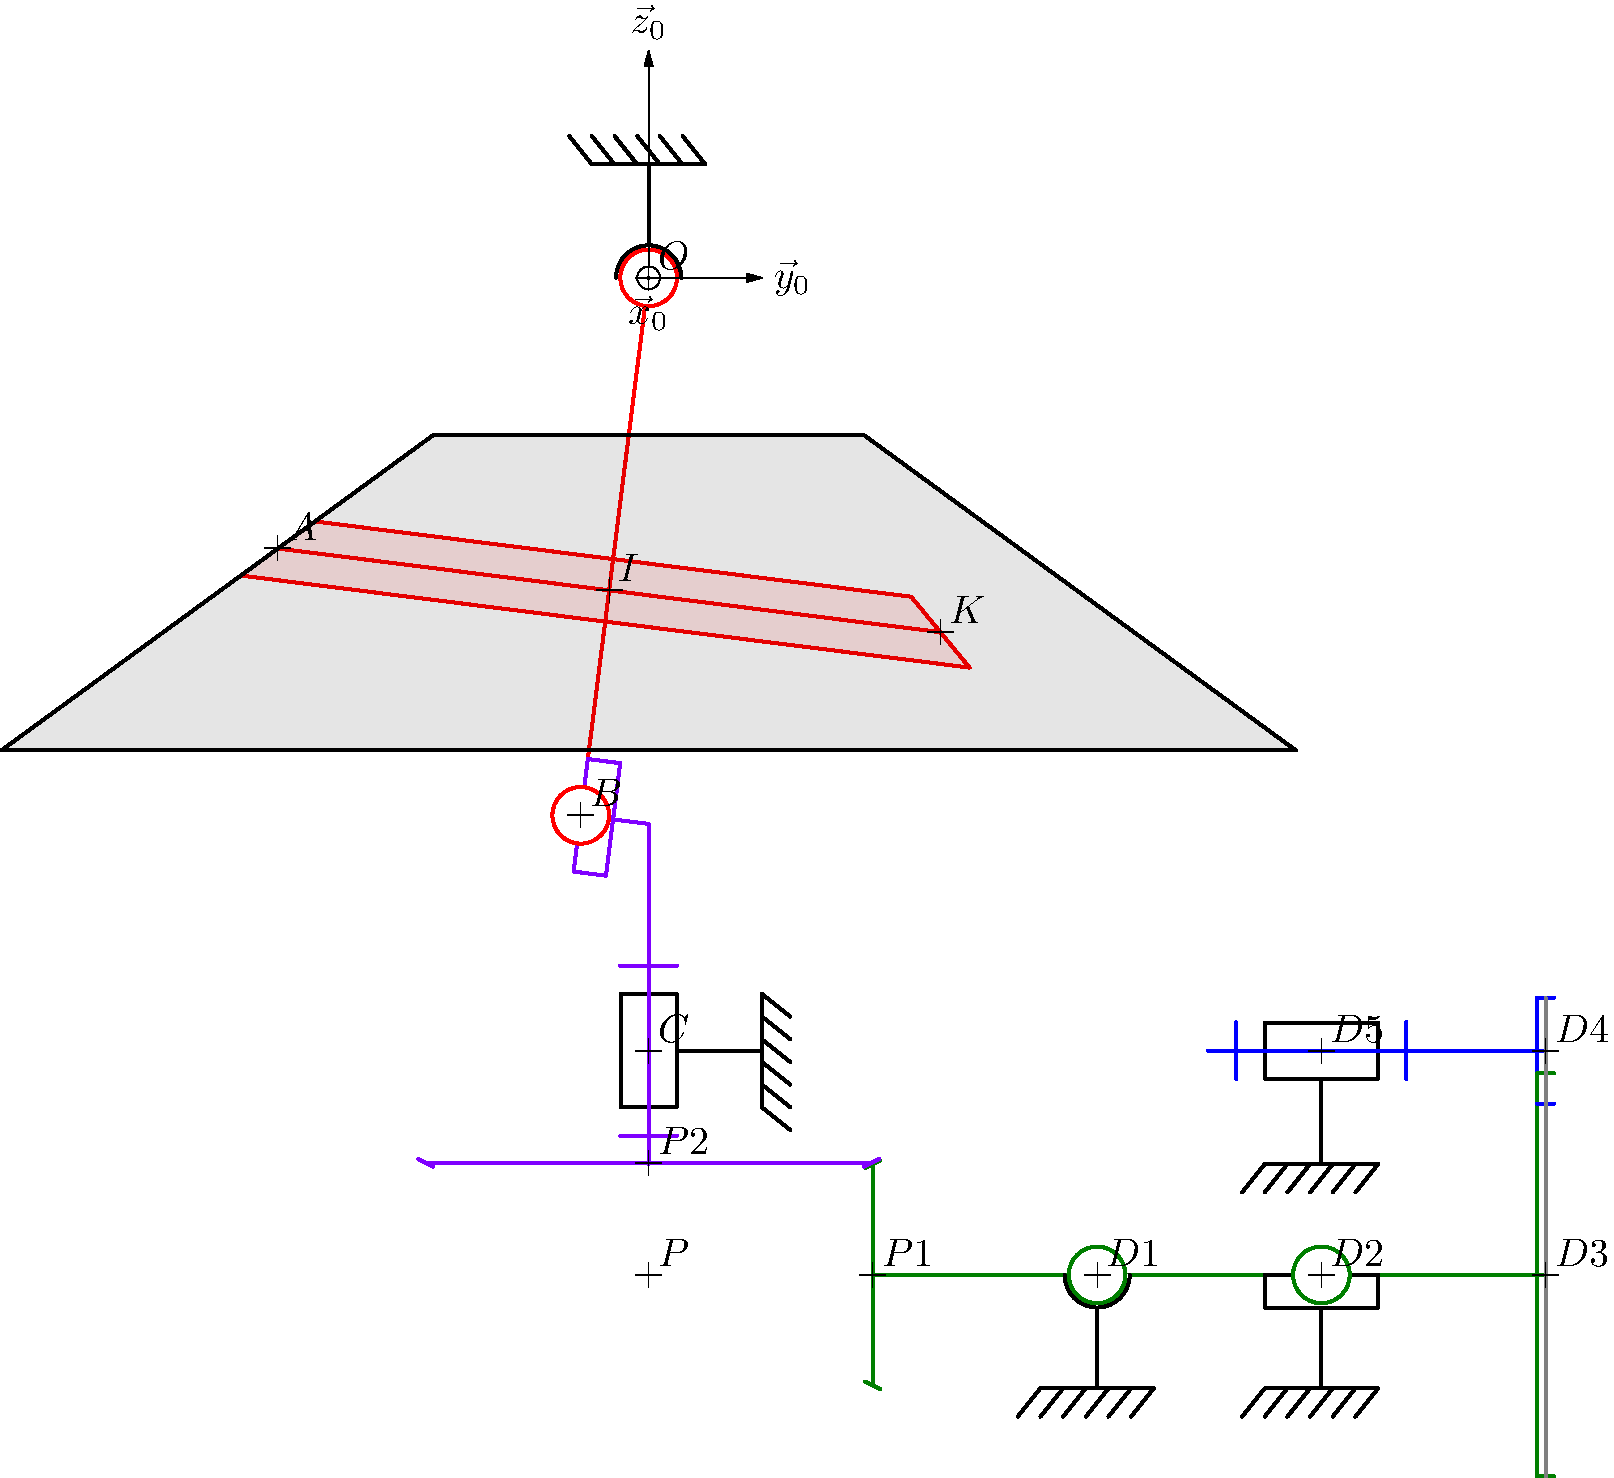 $\vec{z}_0$
O
$\vec{y}_0$
$\vec{x}_0$
A
I
K
B
C
D5
D4
P2
P
P1
D1
D2
D3